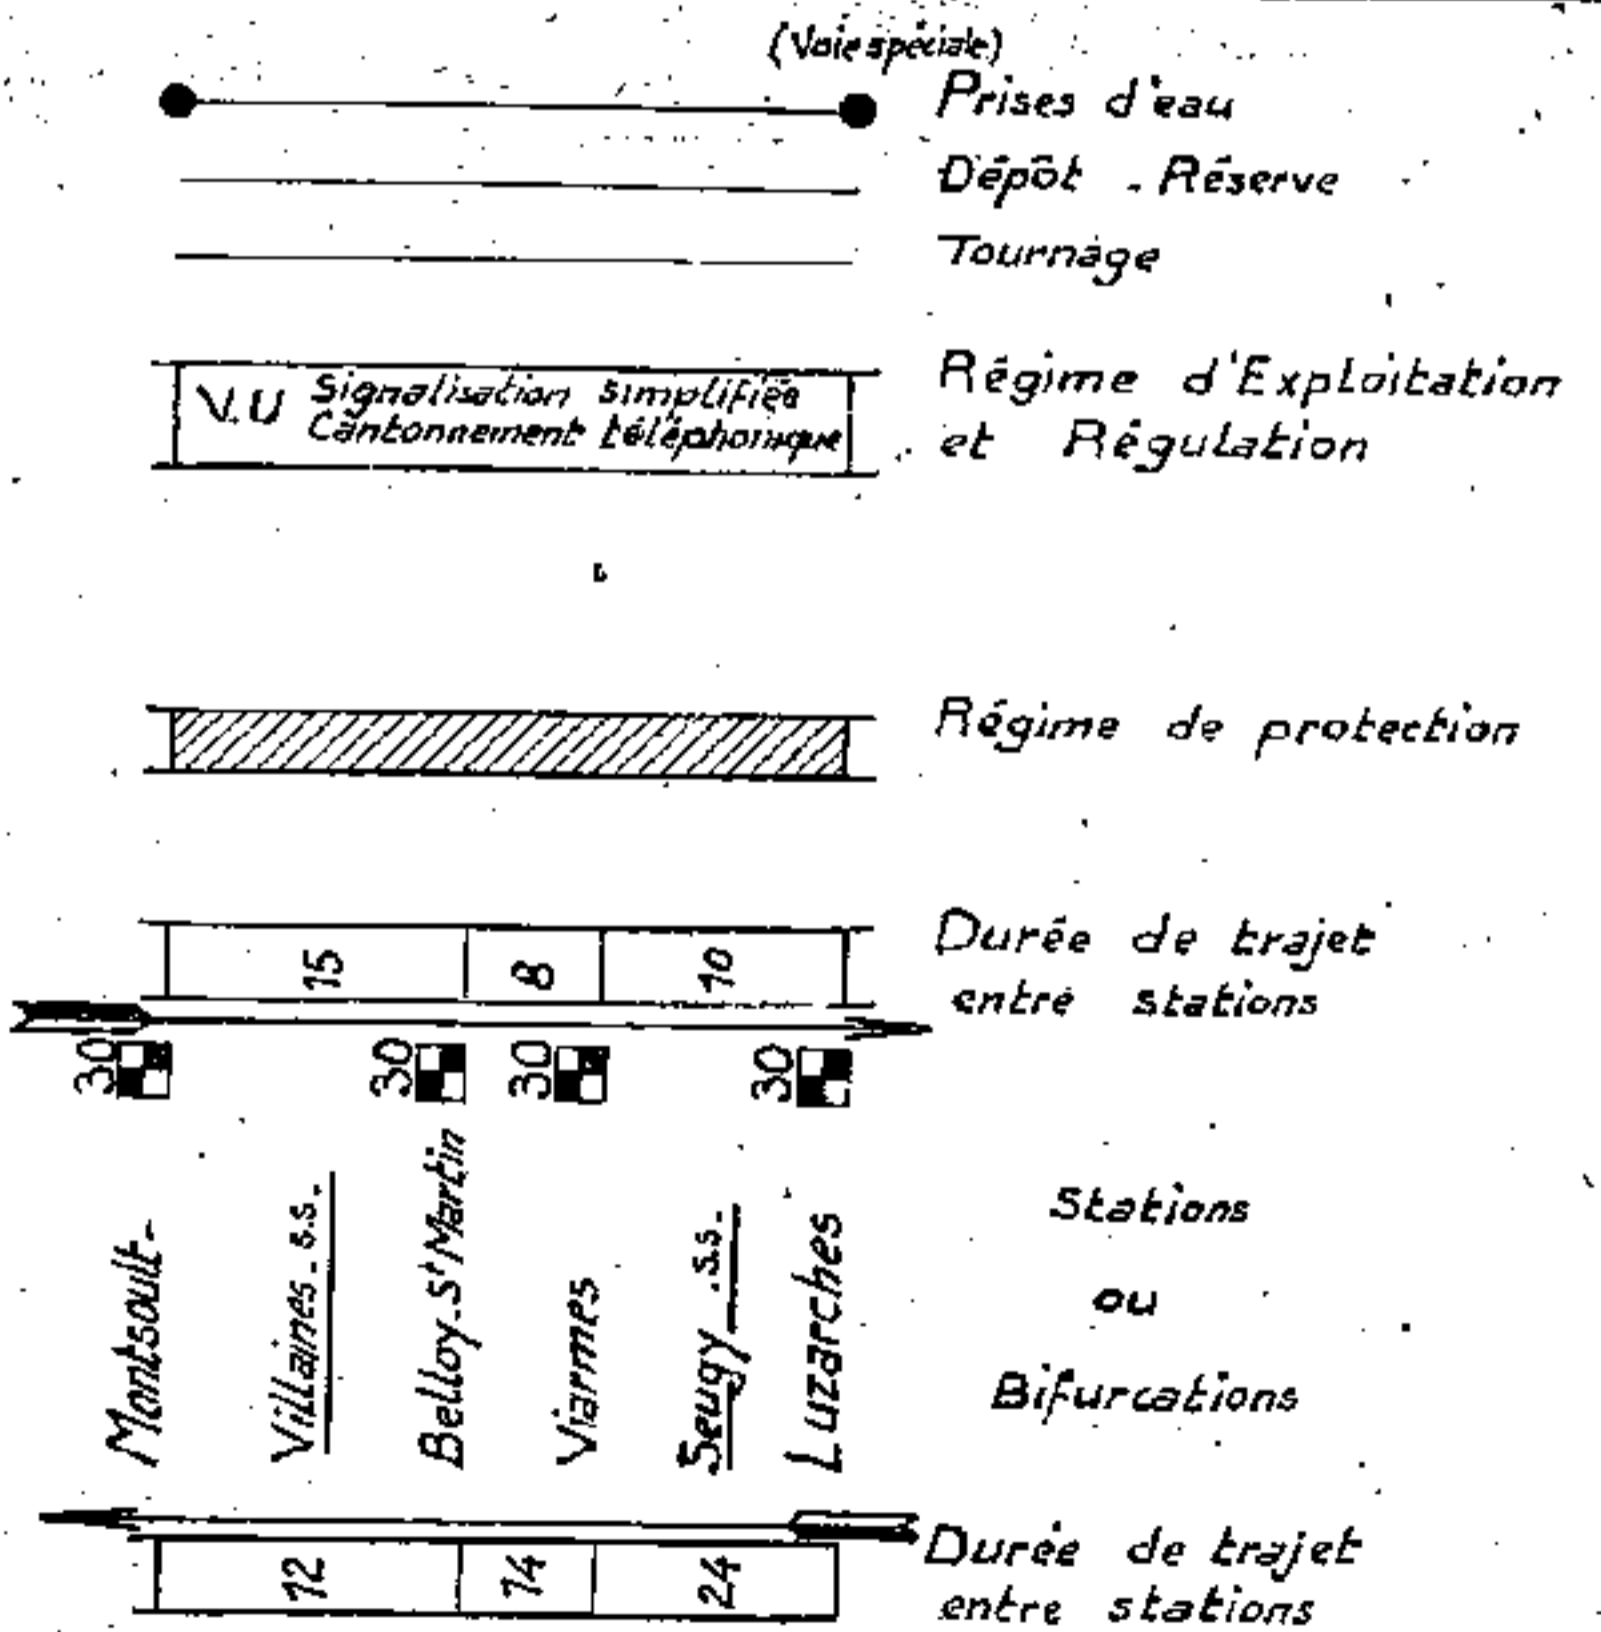 (Voie spéciale)
Prises d'eau
Dépôt - Réserve
Tournage
V.U Signalisation simplifiée
Cantonnement téléphonique
Régime d'Exploitation
et Régulation
Régime de protection
15 8 10
Durée de trajet
entre stations
30 30 30 30
Montsoult-
Villaines - s.s.
Belloy-St Martin
Viarmes
Seugy - s.s.
Luzarches
Stations
ou
Bifurcations
12 14 24
Durée de trajet
entre stations